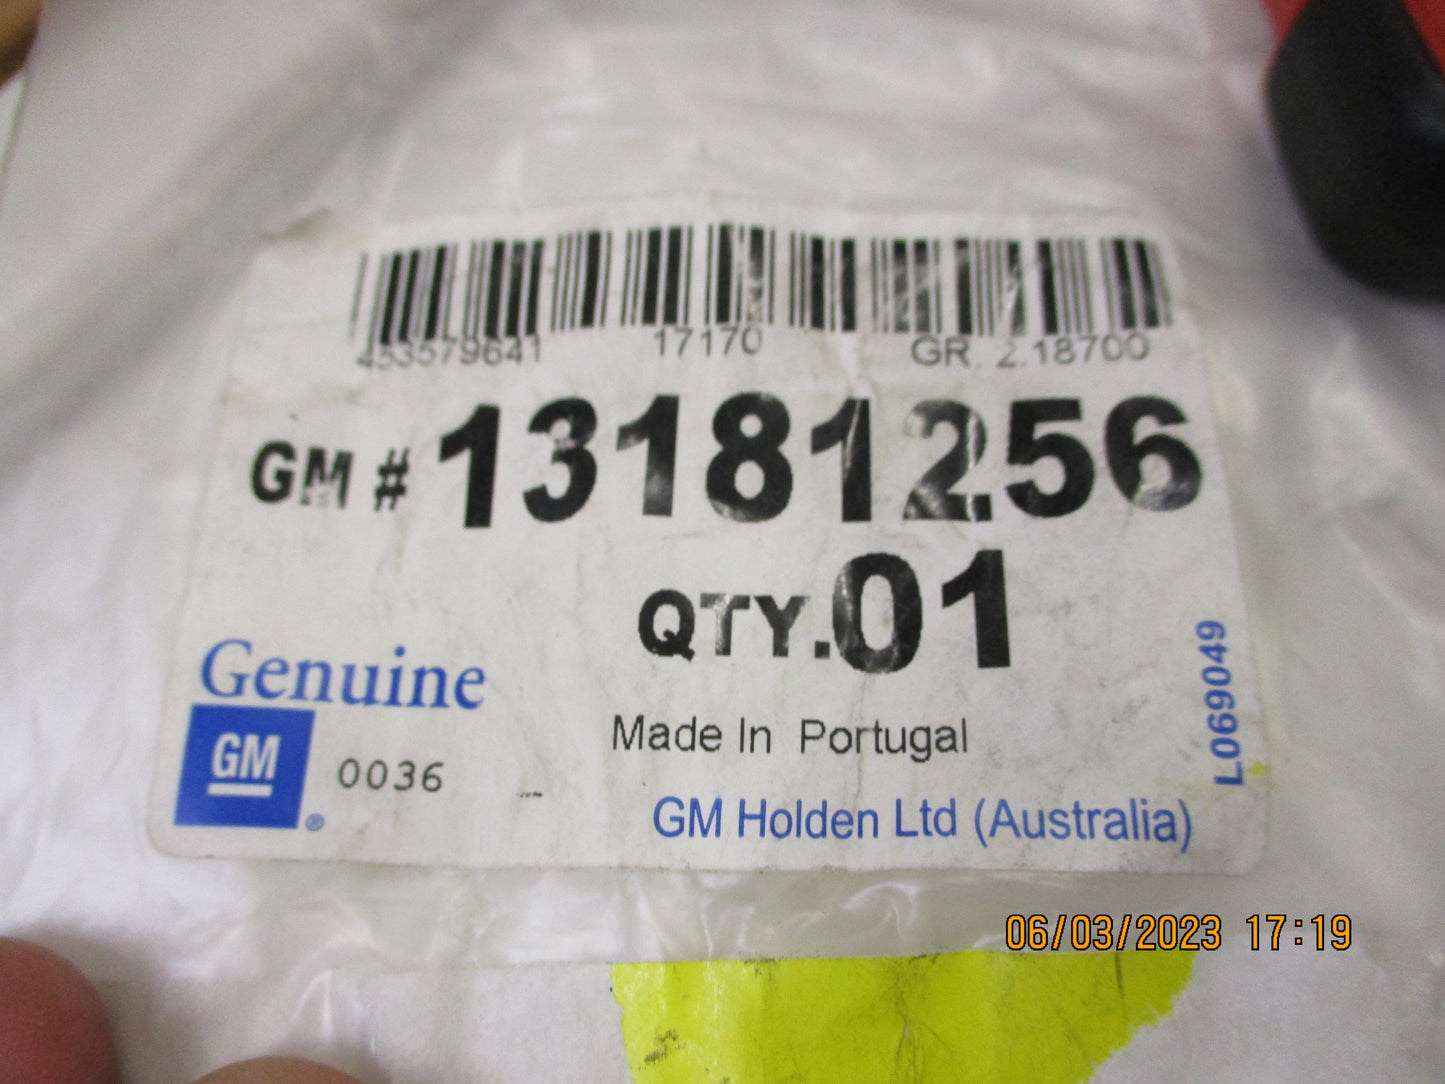 453579641 17170 GR. 2.18700
GM # 13181256
QTY.01
Genuine
GM
®
0036
Made In Portugal
GM Holden Ltd (Australia)
L069049
06/03/2023 17:19